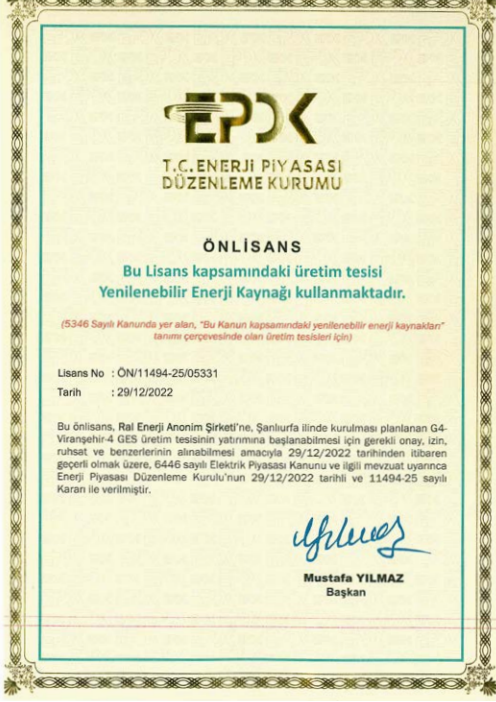 EPDK
T.C. ENERJİ PİYASASI
DÜZENLEME KURUMU
ÖNLİSANS
Bu Lisans kapsamındaki üretim tesisi
Yenilenebilir Enerji Kaynağı kullanmaktadır.
(5346 Sayılı Kanunda yer alan, "Bu Kanun kapsamındaki yenilenebilir enerji kaynakları"
tanımı çerçevesinde olan üretim tesisleri için)
Lisans No : ÖN/11494-25/05331
Tarih : 29/12/2022
Bu önlisans, Ral Enerji Anonim Şirketi'ne, Şanlıurfa ilinde kurulması planlanan G4-
Viranşehir-4 GES üretim tesisinin yatırımına başlanabilmesi için gerekli onay, izin,
ruhsat ve benzerlerinin alınabilmesi amacıyla 29/12/2022 tarihinden itibaren
geçerli olmak üzere, 6446 sayılı Elektrik Piyasası Kanunu ve ilgili mevzuat uyarınca
Enerji Piyasası Düzenleme Kurulu'nun 29/12/2022 tarihli ve 11494-25 sayılı
Kararı ile verilmiştir.
Mustafa YILMAZ
Başkan